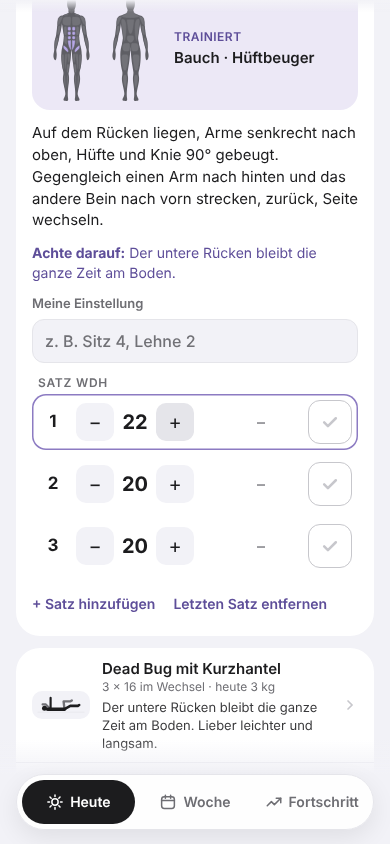 TRAINIERT
Bauch · Hüftbeuger
Auf dem Rücken liegen, Arme senkrecht nach
oben, Hüfte und Knie 90° gebeugt.
Gegengleich einen Arm nach hinten und das
andere Bein nach vorn strecken, zurück, Seite
wechseln.
Achte darauf: Der untere Rücken bleibt die
ganze Zeit am Boden.
Meine Einstellung
z. B. Sitz 4, Lehne 2
SATZ WDH
1 − 22 + –
2 − 20 + –
3 − 20 + –
+ Satz hinzufügen Letzten Satz entfernen
Dead Bug mit Kurzhantel
3 × 16 im Wechsel · heute 3 kg
Der untere Rücken bleibt die ganze
Zeit am Boden. Lieber leichter und
langsam.
Heute Woche Fortschritt